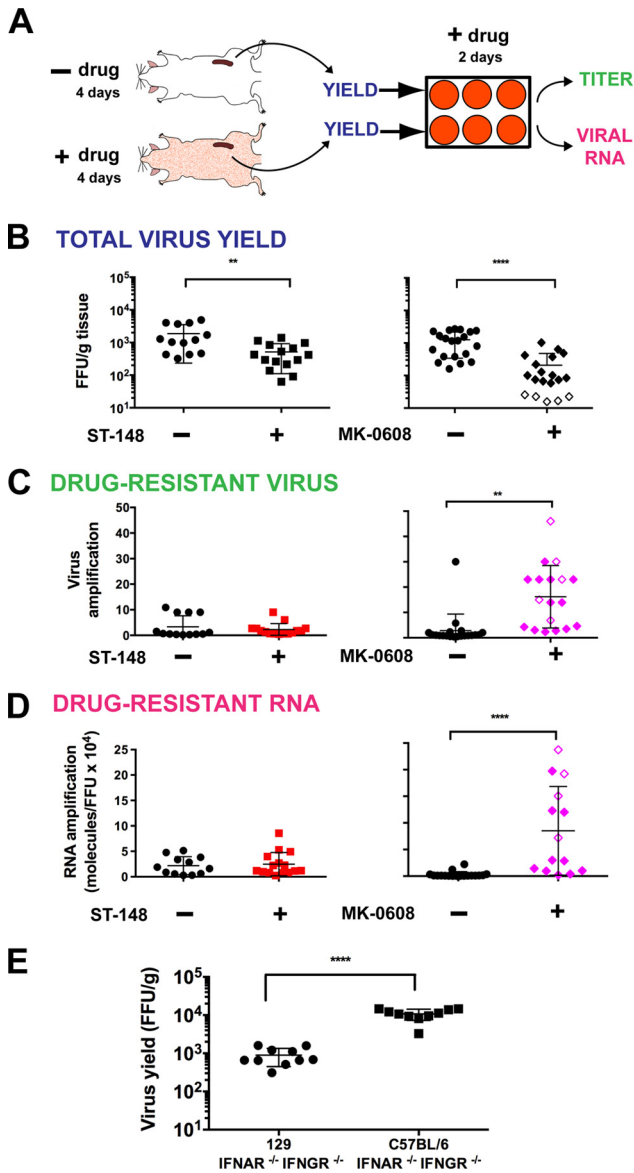 A
− drug
4 days
+ drug
4 days
YIELD
YIELD
+ drug
2 days
TITER
VIRAL
RNA
B TOTAL VIRUS YIELD
FFU/g tissue
10⁵
10⁴
10³
10²
10¹
**
****
ST-148 − +
MK-0608 − +
C DRUG-RESISTANT VIRUS
Virus
amplification
50
40
30
20
10
0
**
ST-148 − +
MK-0608 − +
D DRUG-RESISTANT RNA
RNA amplification
(molecules/FFU x 10⁴)
25
20
15
10
5
0
****
ST-148 − +
MK-0608 − +
E
Virus yield (FFU/g)
10⁵
10⁴
10³
10²
10¹
****
129 C57BL/6
IFNAR -/- IFNGR -/- IFNAR -/- IFNGR -/-